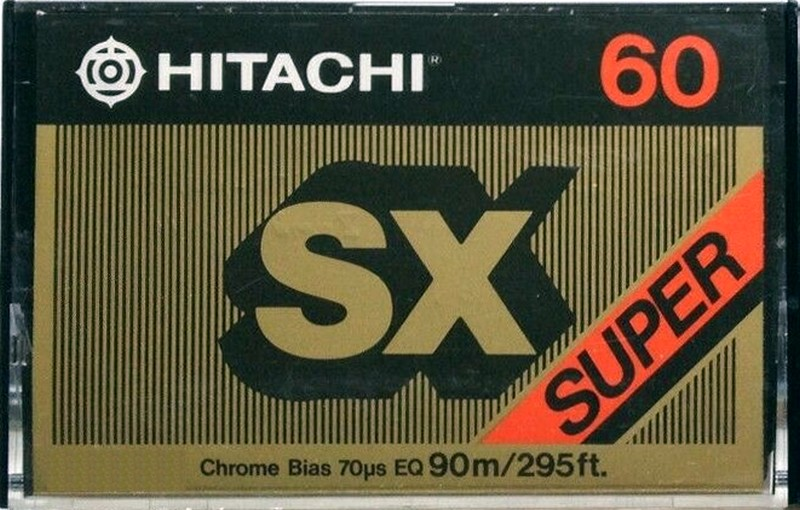 HITACHI® 60
SX
SUPER
Chrome Bias 70µs EQ 90m/295ft.